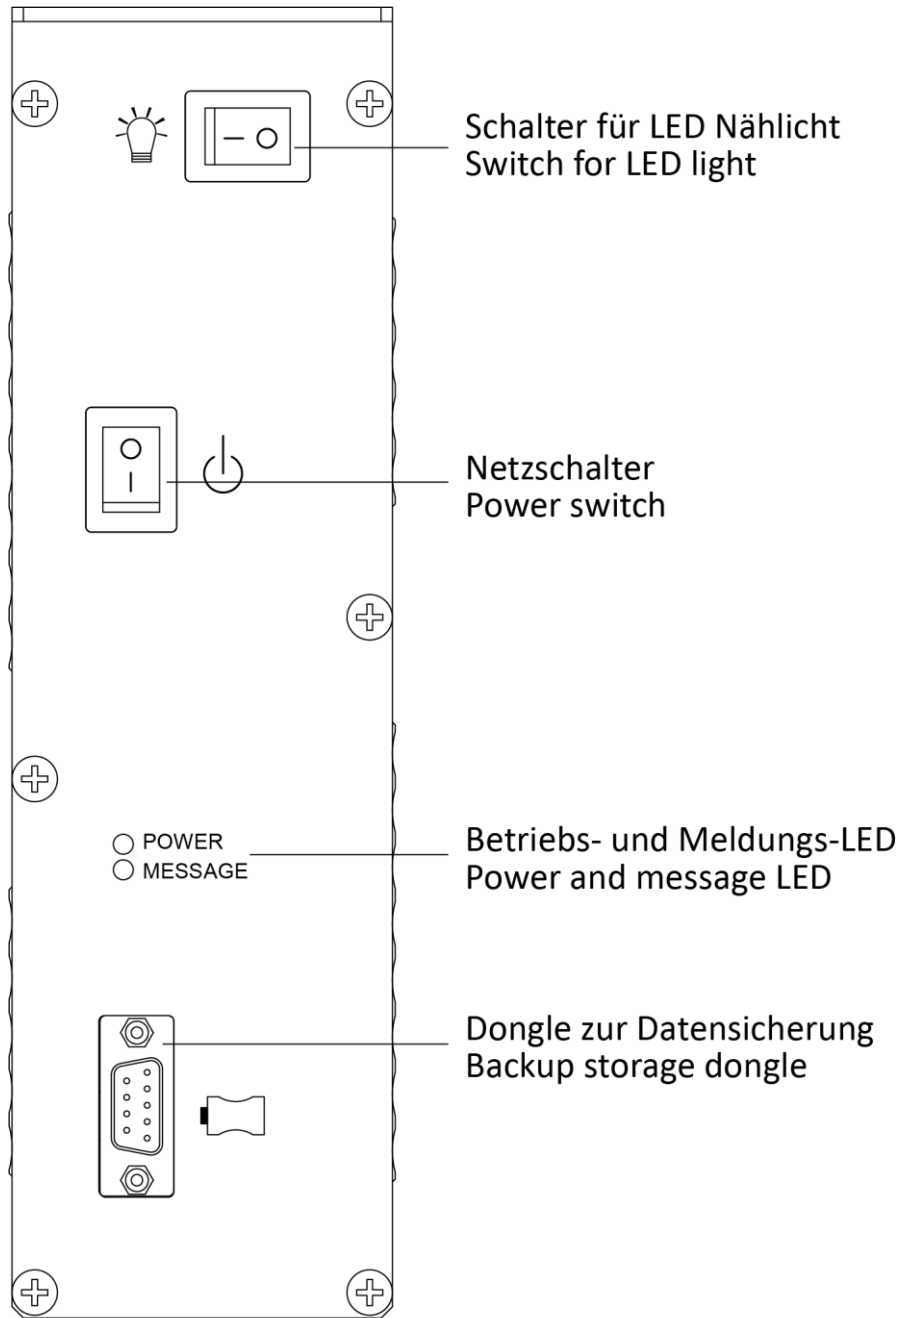 Schalter für LED Nählicht
Switch for LED light
Netzschalter
Power switch
POWER
MESSAGE
Betriebs- und Meldungs-LED
Power and message LED
Dongle zur Datensicherung
Backup storage dongle